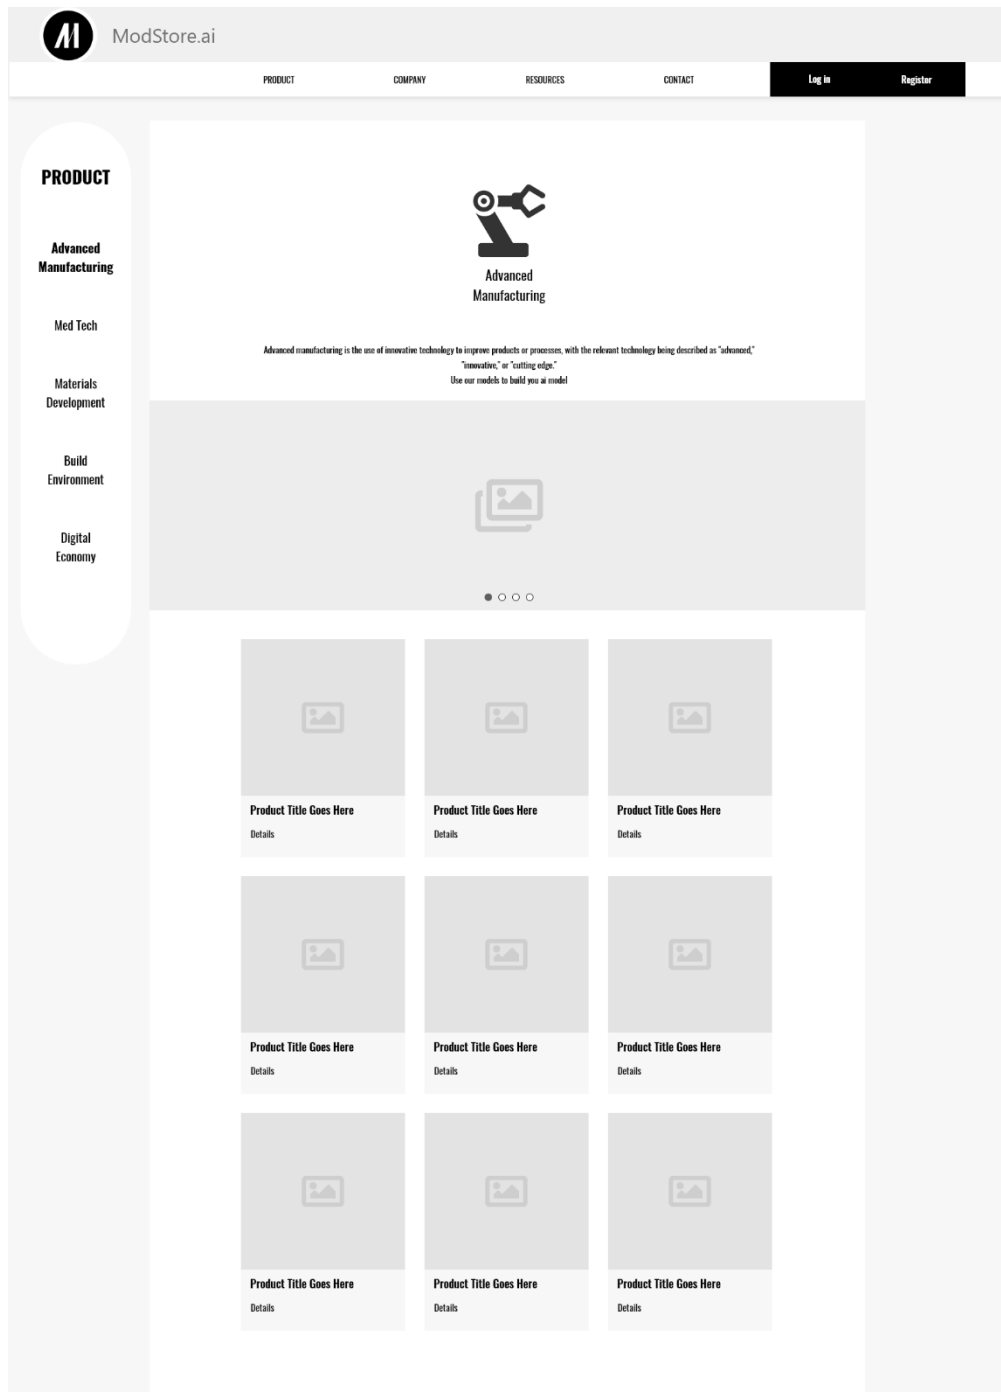 ModStore.ai
PRODUCT COMPANY RESOURCES CONTACT Log in Register
PRODUCT
Advanced
Manufacturing
Med Tech
Materials
Development
Build
Environment
Digital
Economy
Advanced
Manufacturing
Advanced manufacturing is the use of innovative technology to improve products or processes, with the relevant technology being described as "advanced,"
"innovative," or "cutting edge."
Use our models to build you ai model
Product Title Goes Here
Details
Product Title Goes Here
Details
Product Title Goes Here
Details
Product Title Goes Here
Details
Product Title Goes Here
Details
Product Title Goes Here
Details
Product Title Goes Here
Details
Product Title Goes Here
Details
Product Title Goes Here
Details